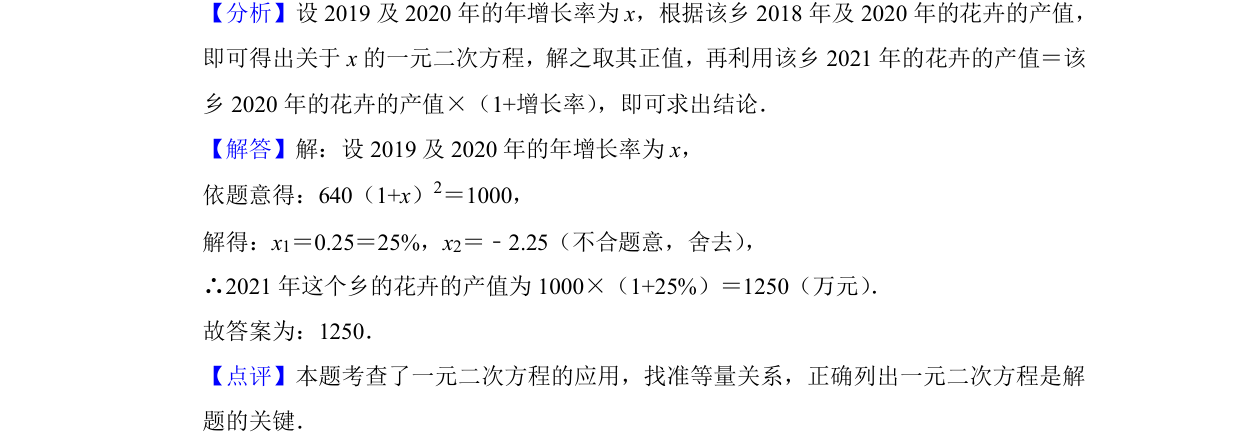 【分析】设 2019 及 2020 年的年增长率为 x，根据该乡 2018 年及 2020 年的花卉的产值，
即可得出关于 x 的一元二次方程，解之取其正值，再利用该乡 2021 年的花卉的产值＝该
乡 2020 年的花卉的产值×（1+增长率），即可求出结论．
【解答】解：设 2019 及 2020 年的年增长率为 x，
依题意得：640（1+x）²＝1000，
解得：x₁＝0.25＝25%，x₂＝﹣2.25（不合题意，舍去），
∴2021 年这个乡的花卉的产值为 1000×（1+25%）＝1250（万元）．
故答案为：1250．
【点评】本题考查了一元二次方程的应用，找准等量关系，正确列出一元二次方程是解
题的关键．